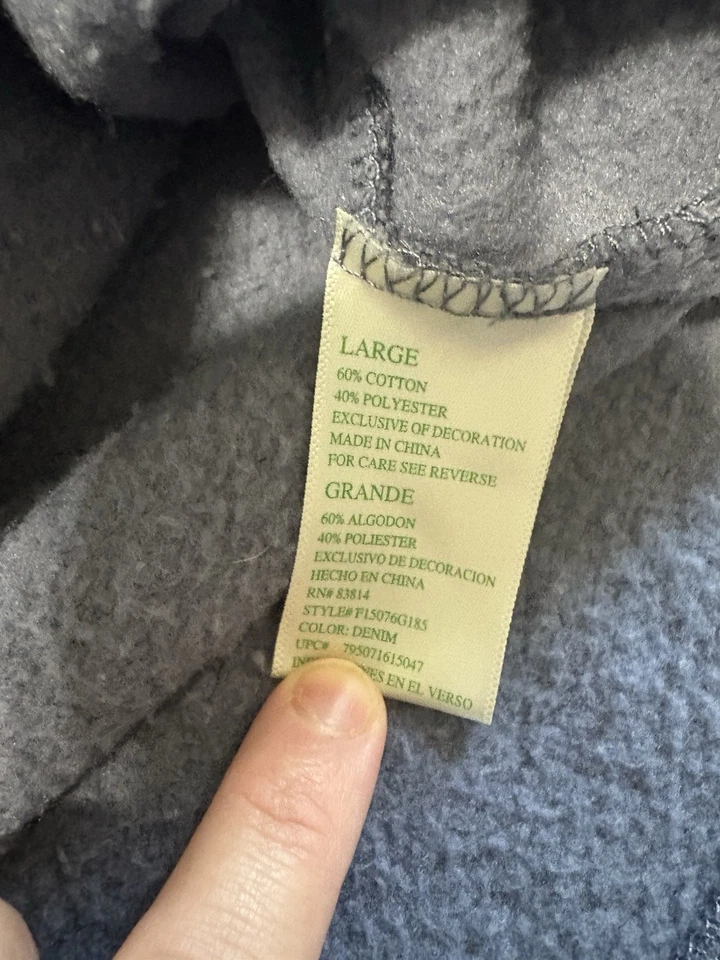 LARGE
60% COTTON
40% POLYESTER
EXCLUSIVE OF DECORATION
MADE IN CHINA
FOR CARE SEE REVERSE
GRANDE
60% ALGODON
40% POLIESTER
EXCLUSIVO DE DECORACION
HECHO EN CHINA
RN# 83814
STYLE# F15076G185
COLOR: DENIM
UPC# 795071615047
EN EL VERSO